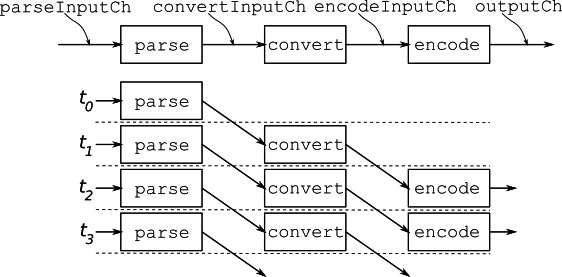 parseInputCh convertInputCh encodeInputCh outputCh
parse convert encode
t0 parse
t1 parse convert
t2 parse convert encode
t3 parse convert encode